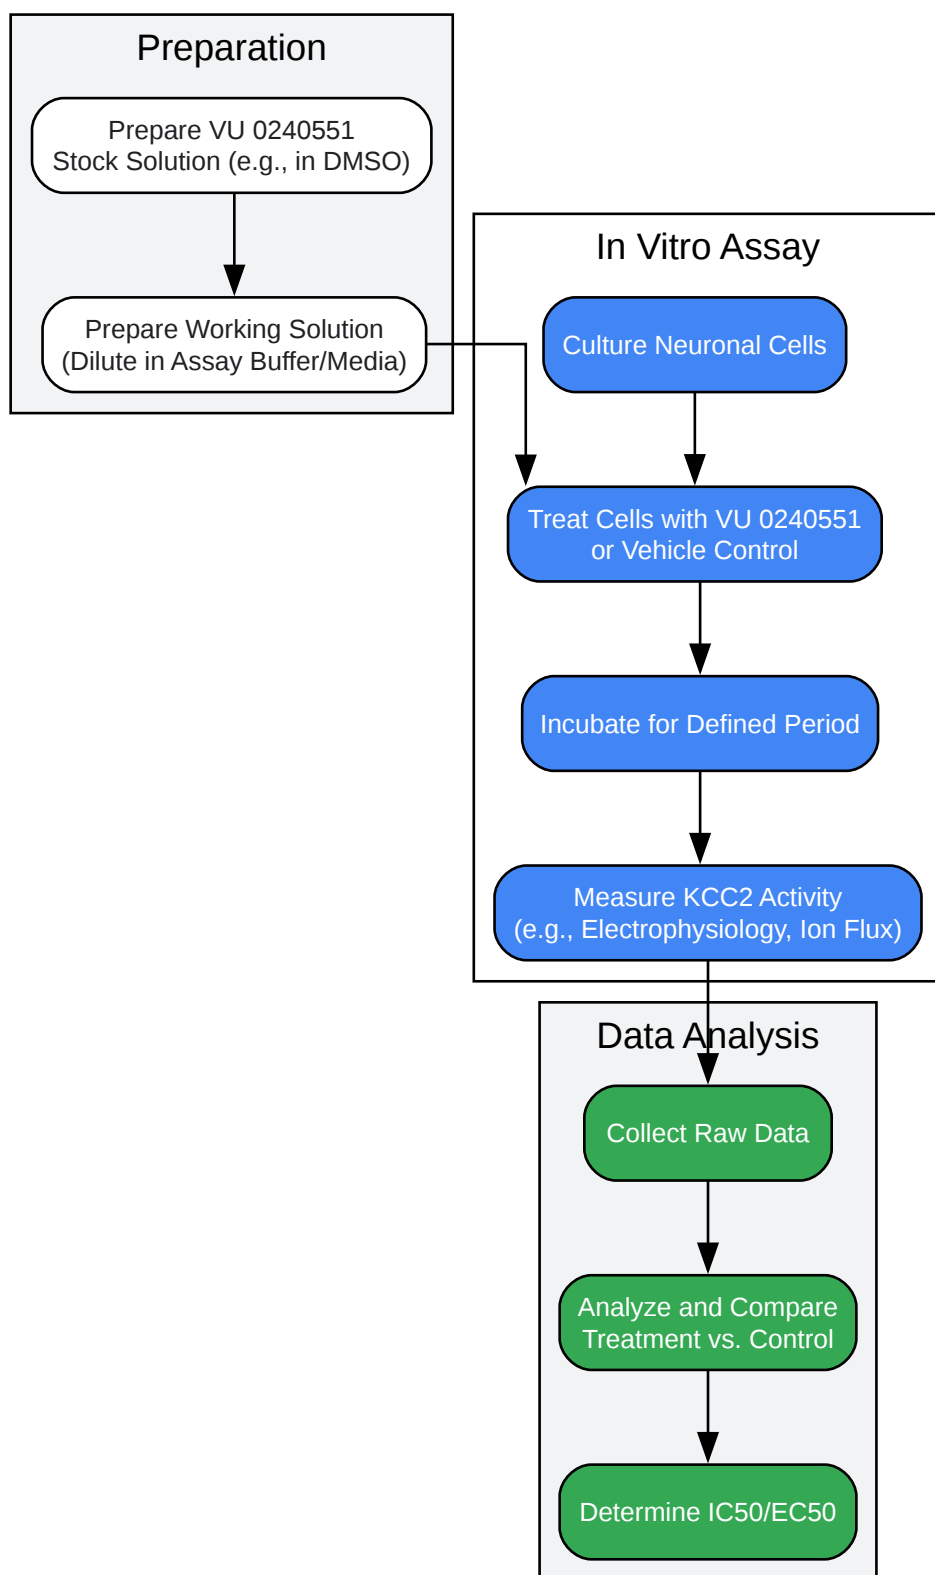 Preparation
Prepare VU 0240551
Stock Solution (e.g., in DMSO)
Prepare Working Solution
(Dilute in Assay Buffer/Media)
In Vitro Assay
Culture Neuronal Cells
Treat Cells with VU 0240551
or Vehicle Control
Incubate for Defined Period
Measure KCC2 Activity
(e.g., Electrophysiology, Ion Flux)
Data Analysis
Collect Raw Data
Analyze and Compare
Treatment vs. Control
Determine IC50/EC50